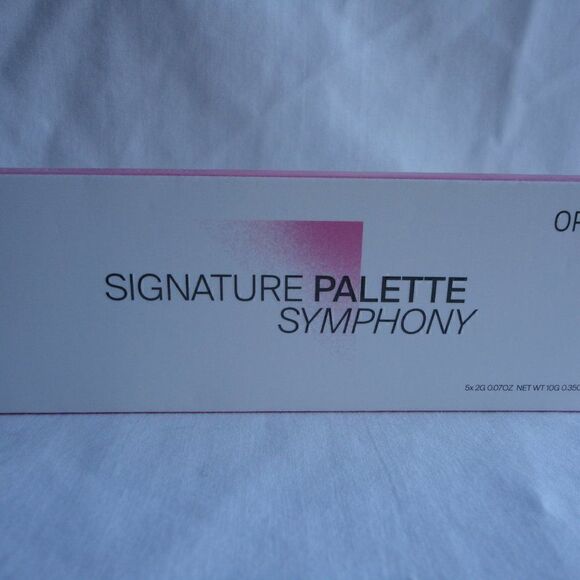 SIGNATURE PALETTE
SYMPHONY
5x 2G 0.07OZ NET WT 10G